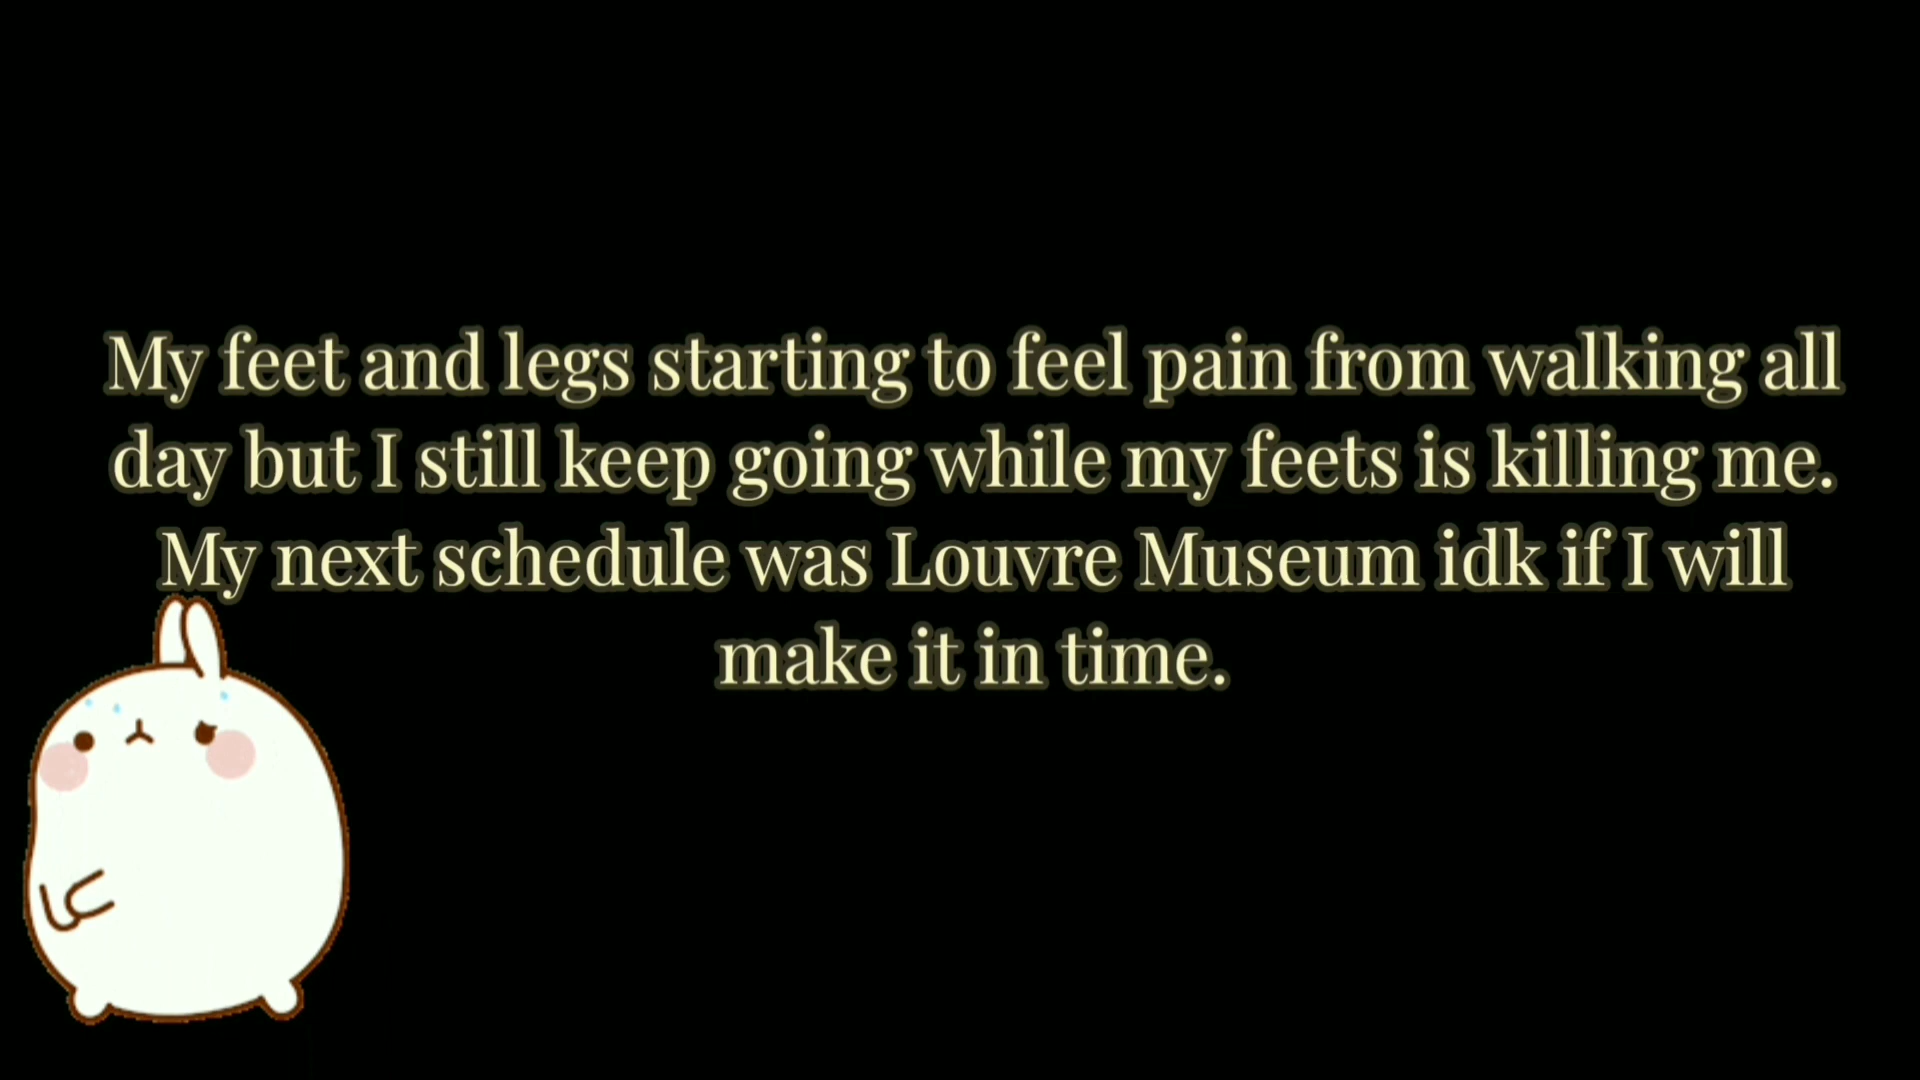 My feet and legs starting to feel pain from walking all
day but I still keep going while my feets is killing me.
My next schedule was Louvre Museum idk if I will
make it in time.